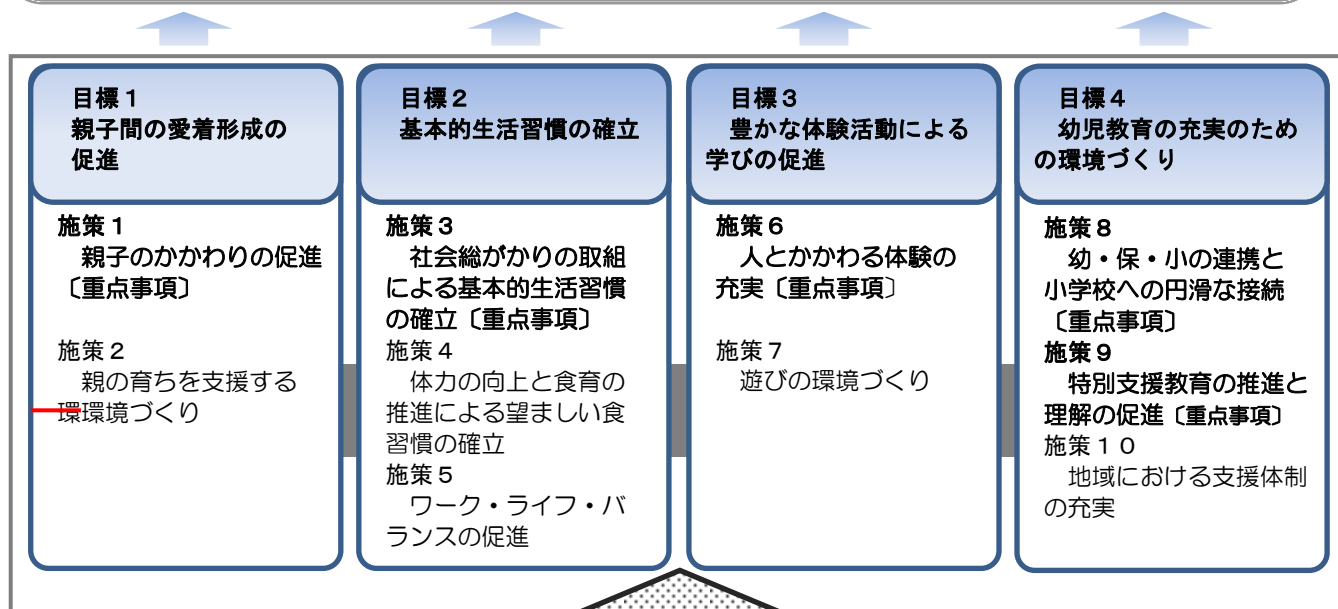 目標１
親子間の愛着形成の
促進
施策１
親子のかかわりの促進
〔重点事項〕
施策２
親の育ちを支援する
環環境づくり
目標２
基本的生活習慣の確立
施策３
社会総がかりの取組
による基本的生活習慣
の確立〔重点事項〕
施策４
体力の向上と食育の
推進による望ましい食
習慣の確立
施策５
ワーク・ライフ・バ
ランスの促進
目標３
豊かな体験活動による
学びの促進
施策６
人とかかわる体験の
充実〔重点事項〕
施策７
遊びの環境づくり
目標４
幼児教育の充実のため
の環境づくり
施策８
幼・保・小の連携と
小学校への円滑な接続
〔重点事項〕
施策９
特別支援教育の推進と
理解の促進〔重点事項〕
施策１０
地域における支援体制
の充実